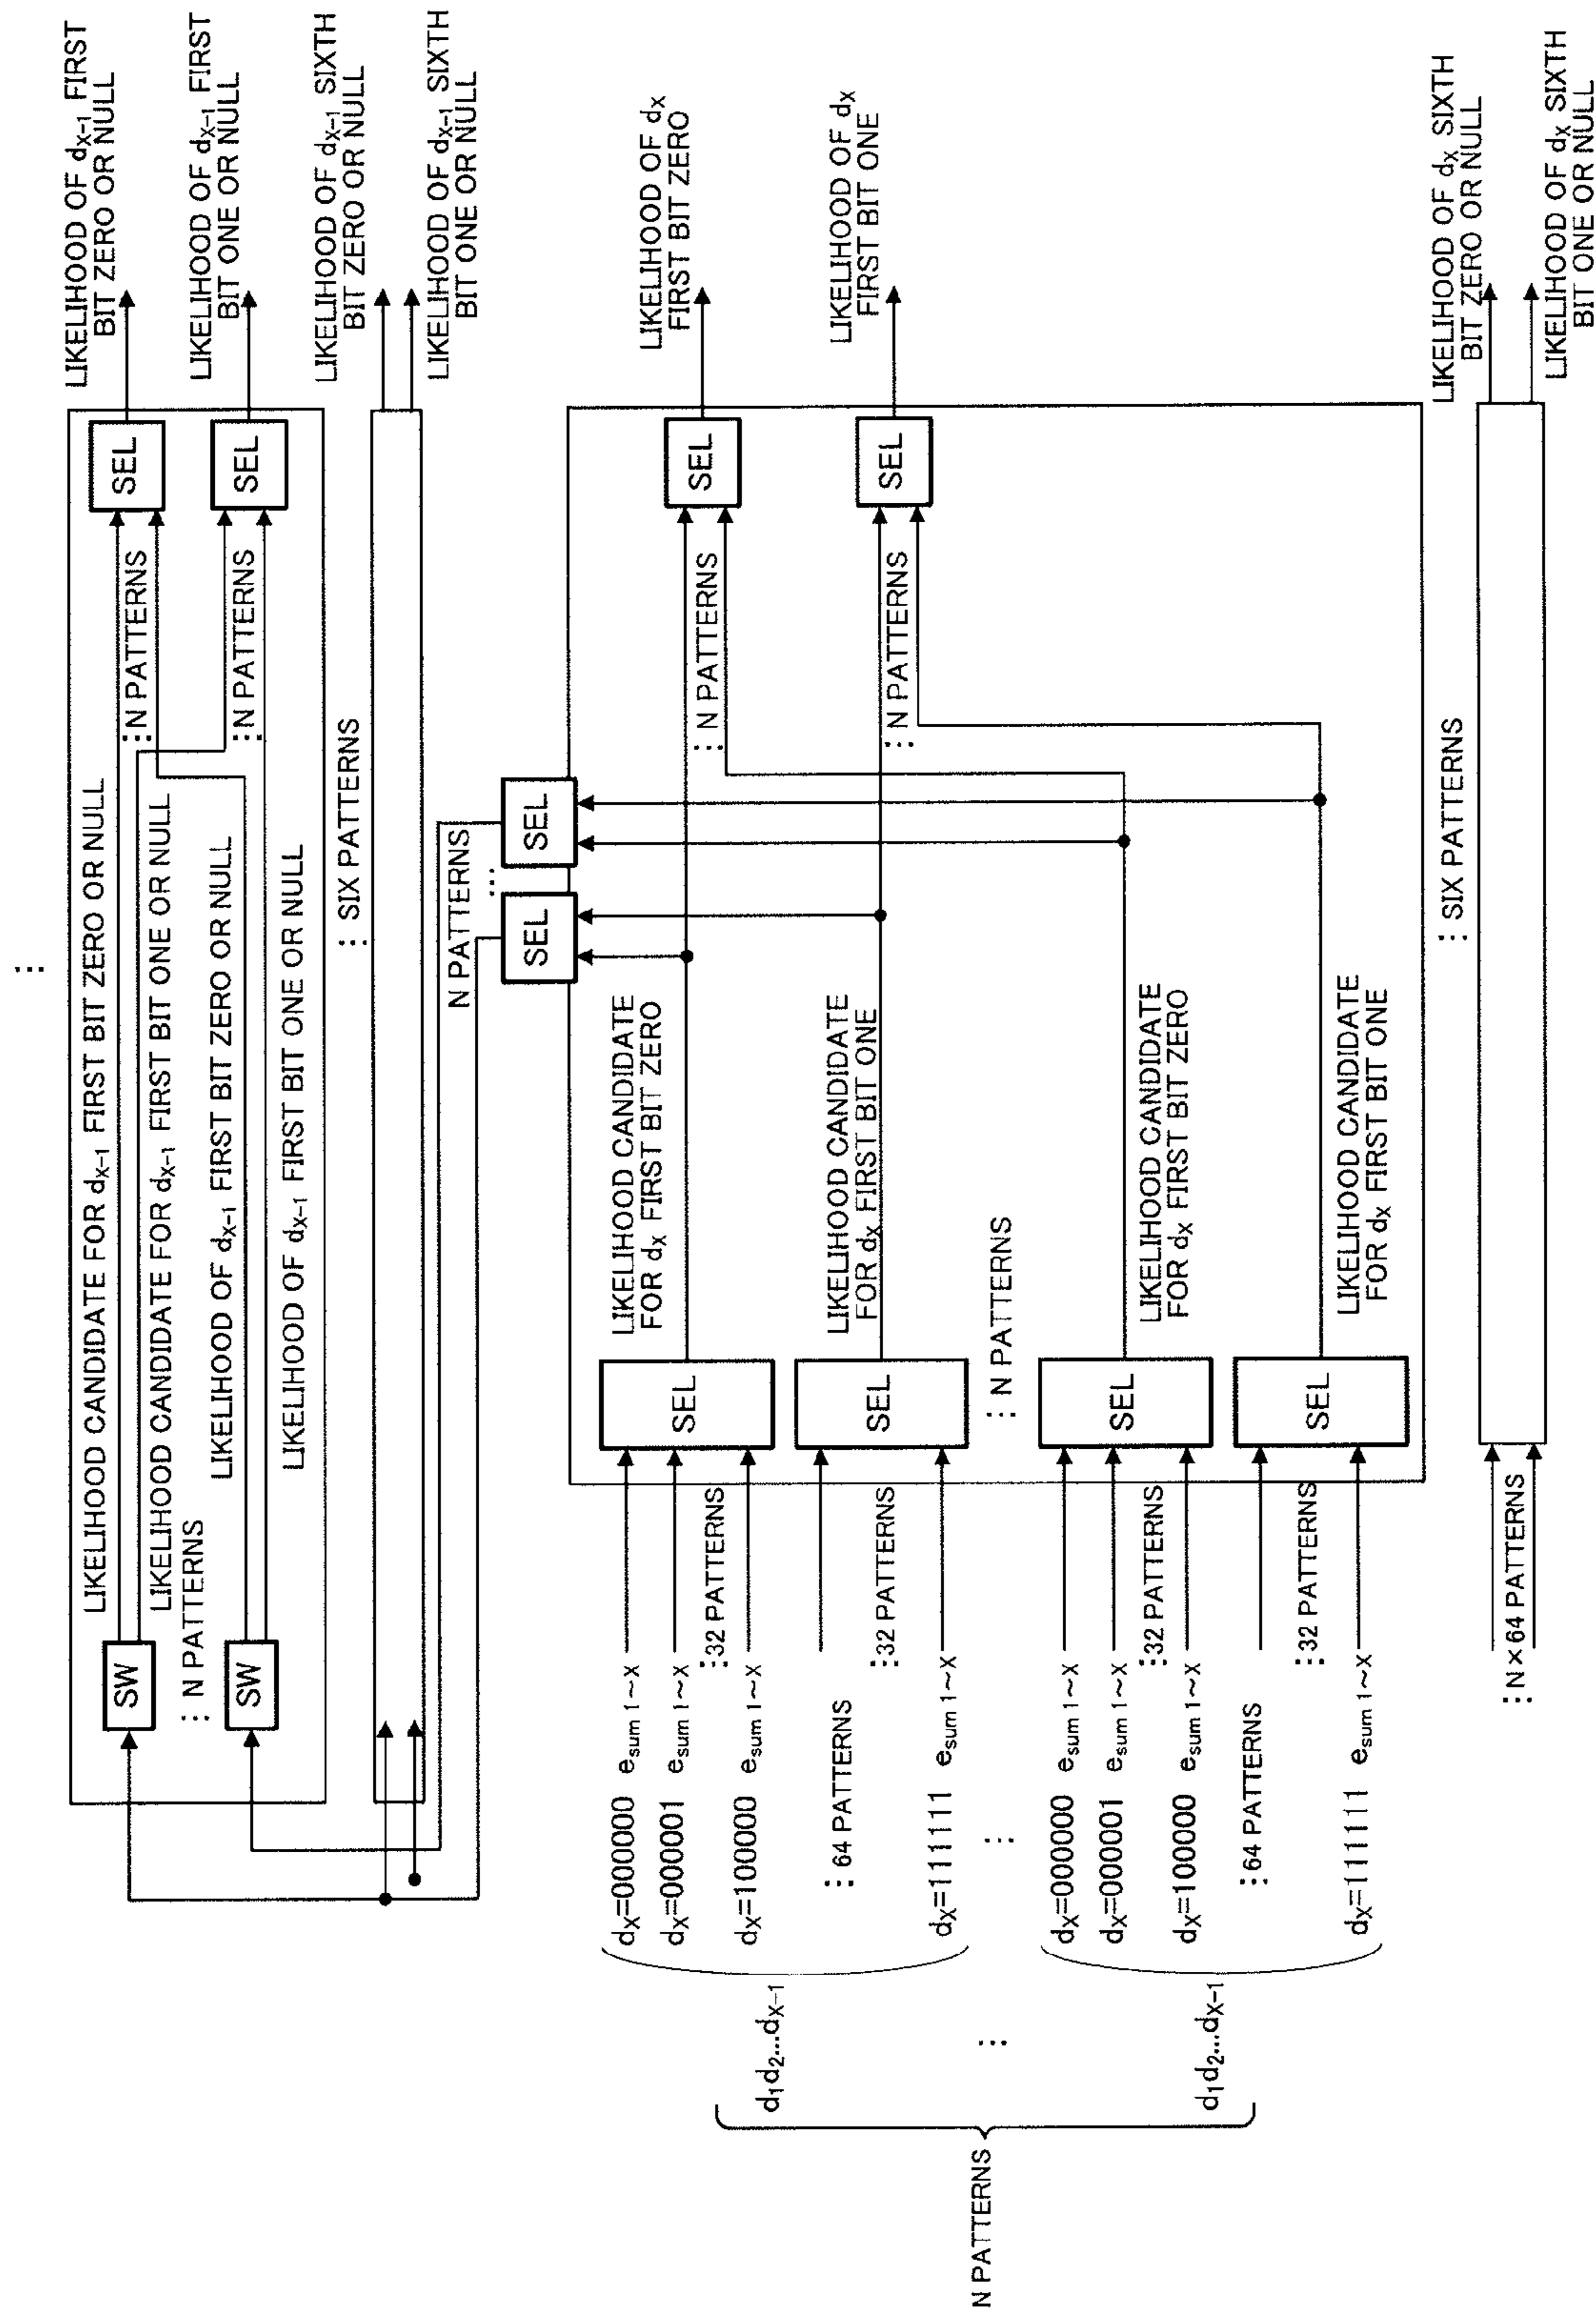 ⋮
LIKELIHOOD CANDIDATE FOR dx-1 FIRST BIT ZERO OR NULL
LIKELIHOOD CANDIDATE FOR dx-1 FIRST BIT ONE OR NULL
⋮ N PATTERNS
LIKELIHOOD OF dx-1 FIRST BIT ZERO OR NULL
LIKELIHOOD OF dx-1 FIRST BIT ONE OR NULL
SW
SW
⋮ N PATTERNS
⋮ N PATTERNS
SEL
SEL
LIKELIHOOD OF dx-1 FIRST
BIT ZERO OR NULL
LIKELIHOOD OF dx-1 FIRST
BIT ONE OR NULL
⋮ SIX PATTERNS
LIKELIHOOD OF dx-1 SIXTH
BIT ZERO OR NULL
LIKELIHOOD OF dx-1 SIXTH
BIT ONE OR NULL
N PATTERNS
...
SEL
SEL
N PATTERNS
d1d2...dx-1
⋮
d1d2...dx-1
dx=000000 esum 1~x
dx=000001 esum 1~x
⋮32 PATTERNS
dx=100000 esum 1~x
⋮ 64 PATTERNS
⋮32 PATTERNS
dx=111111 esum 1~x
⋮
dx=000000 esum 1~x
dx=000001 esum 1~x
⋮32 PATTERNS
dx=100000 esum 1~x
⋮ 64 PATTERNS
⋮32 PATTERNS
dx=111111 esum 1~x
SEL
SEL
⋮ N PATTERNS
SEL
SEL
LIKELIHOOD CANDIDATE
FOR dx FIRST BIT ZERO
LIKELIHOOD CANDIDATE
FOR dx FIRST BIT ONE
LIKELIHOOD CANDIDATE
FOR dx FIRST BIT ZERO
LIKELIHOOD CANDIDATE
FOR dx FIRST BIT ONE
⋮ N PATTERNS
⋮ N PATTERNS
SEL
SEL
LIKELIHOOD OF dx
FIRST BIT ZERO
LIKELIHOOD OF dx
FIRST BIT ONE
⋮ SIX PATTERNS
⋮ N×64 PATTERNS
LIKELIHOOD OF dx SIXTH
BIT ZERO OR NULL
LIKELIHOOD OF dx SIXTH
BIT ONE OR NULL